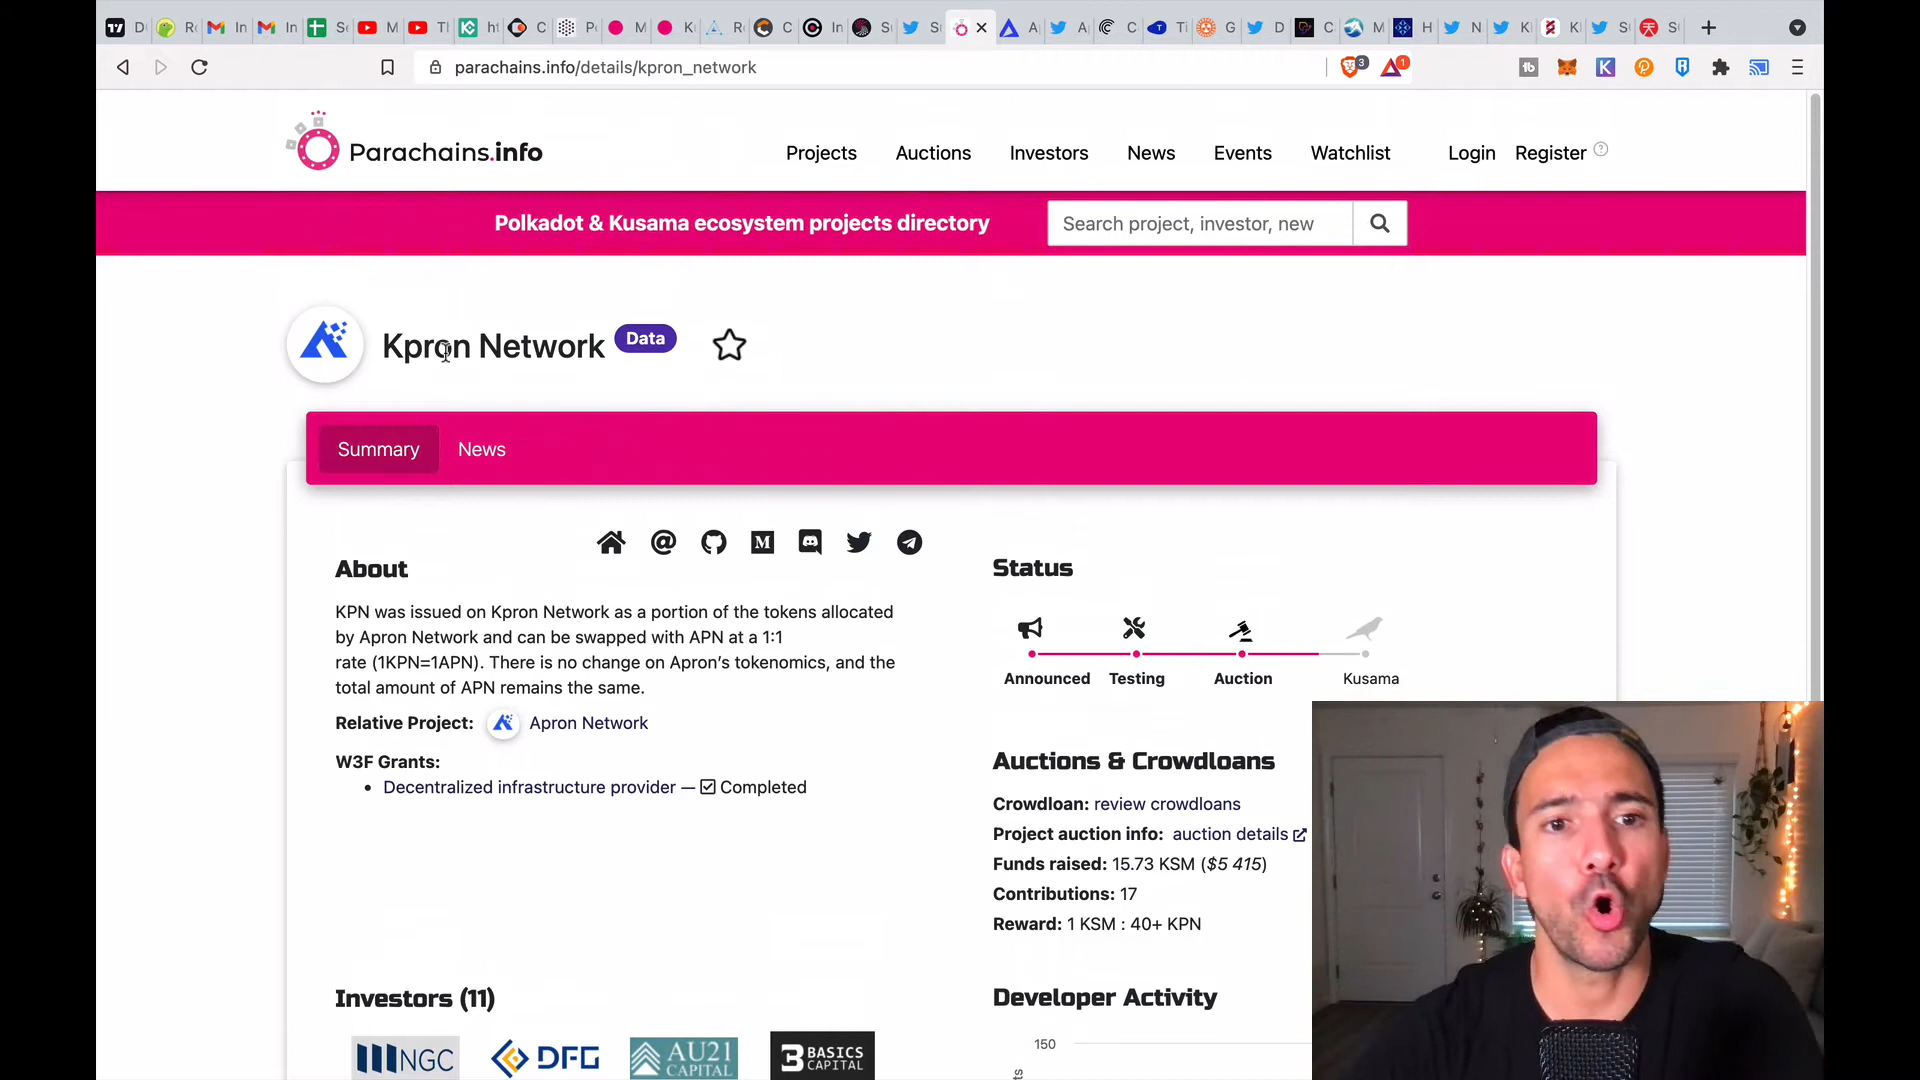 parachains.info/details/kpron_network
3
1
Parachains.info
Projects
Auctions
Investors
News
Events
Watchlist
Login
Register
Polkadot & Kusama ecosystem projects directory
Search project, investor, new
Kpron Network
Data
Summary
News
About
KPN was issued on Kpron Network as a portion of the tokens allocated
by Apron Network and can be swapped with APN at a 1:1
rate (1KPN=1APN). There is no change on Apron's tokenomics, and the
total amount of APN remains the same.
Relative Project: Apron Network
W3F Grants:
• Decentralized infrastructure provider — Completed
Investors (11)
NGC
DFG
AU21
CAPITAL
3 BASICS
CAPITAL
Status
Announced
Testing
Auction
Kusama
Auctions & Crowdloans
Crowdloan: review crowdloans
Project auction info: auction details
Funds raised: 15.73 KSM ($5 415)
Contributions: 17
Reward: 1 KSM : 40+ KPN
Developer Activity
150